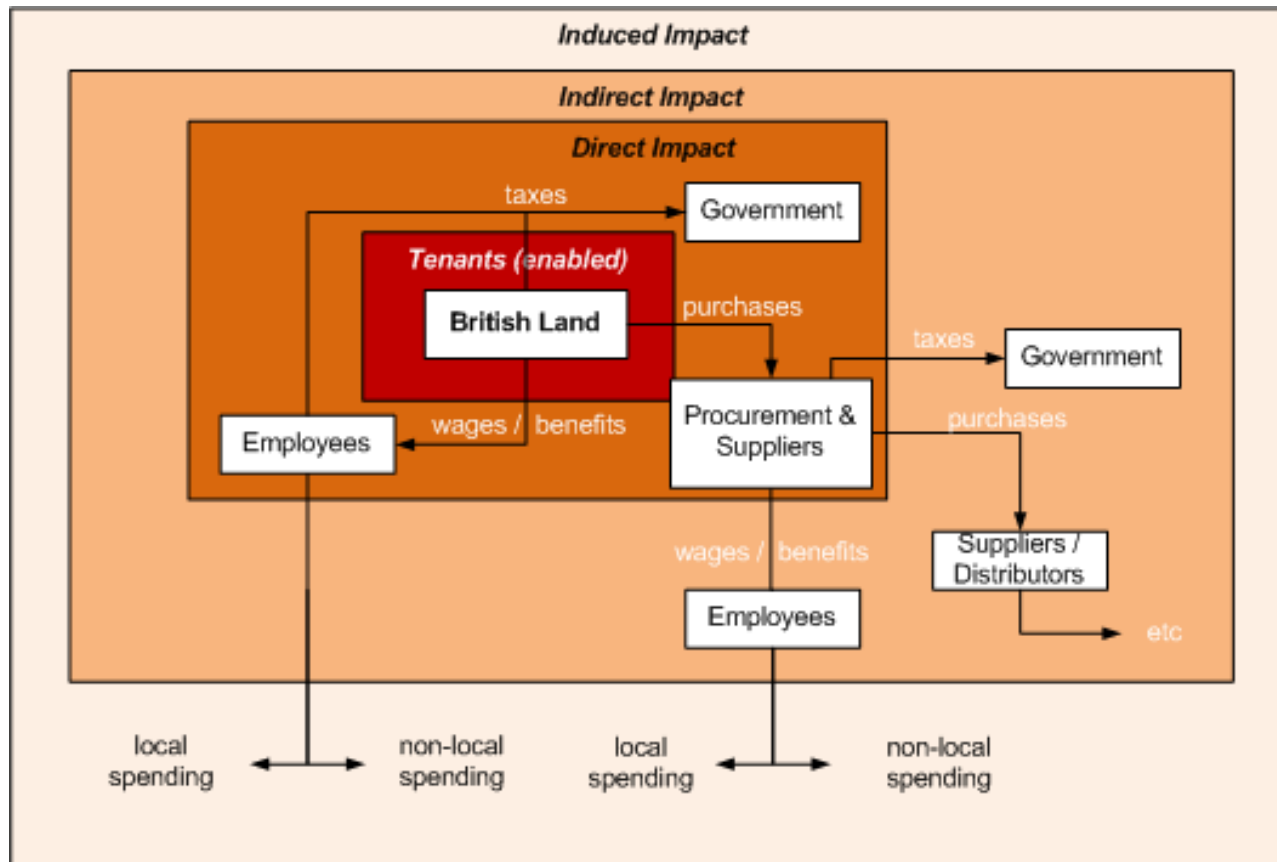 Induced Impact
Indirect Impact
Direct Impact
taxes
Government
Tenants (enabled)
British Land
purchases
taxes
Government
Procurement &
Suppliers
purchases
wages / benefits
Employees
wages / benefits
Suppliers /
Distributors
Employees
etc
local
spending
non-local
spending
local
spending
non-local
spending